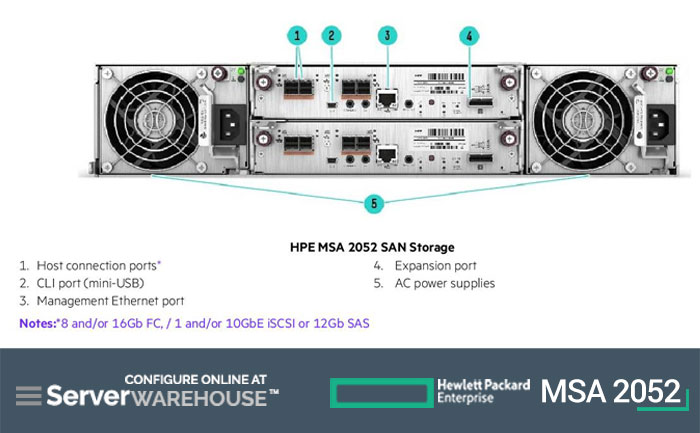 1
2
3
4
5
HPE MSA 2052 SAN Storage
1. Host connection ports*
2. CLI port (mini-USB)
3. Management Ethernet port
4. Expansion port
5. AC power supplies
Notes:*8 and/or 16Gb FC, / 1 and/or 10GbE iSCSI or 12Gb SAS
CONFIGURE ONLINE AT
ServerWAREHOUSE™
Hewlett Packard
Enterprise
MSA 2052